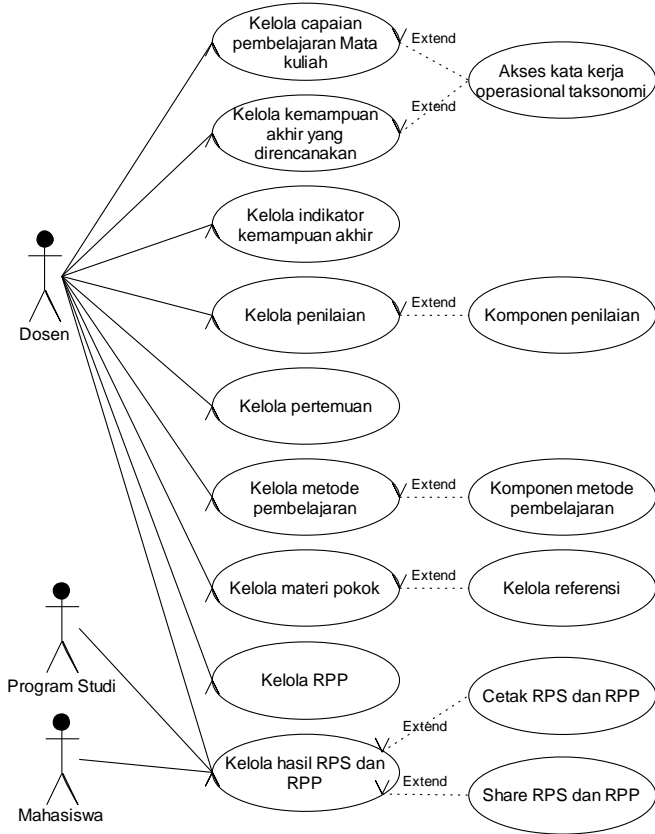 Kelola capaian
pembelajaran Mata
kuliah
Extend
Akses kata kerja
operasional taksonomi
Extend
Kelola kemampuan
akhir yang
direncanakan
Kelola indikator
kemampuan akhir
Dosen
Kelola penilaian
Extend
Komponen penilaian
Kelola pertemuan
Kelola metode
pembelajaran
Extend
Komponen metode
pembelajaran
Kelola materi pokok
Extend
Kelola referensi
Program Studi
Kelola RPP
Cetak RPS dan RPP
Extend
Mahasiswa
Kelola hasil RPS dan
RPP
Extend
Share RPS dan RPP